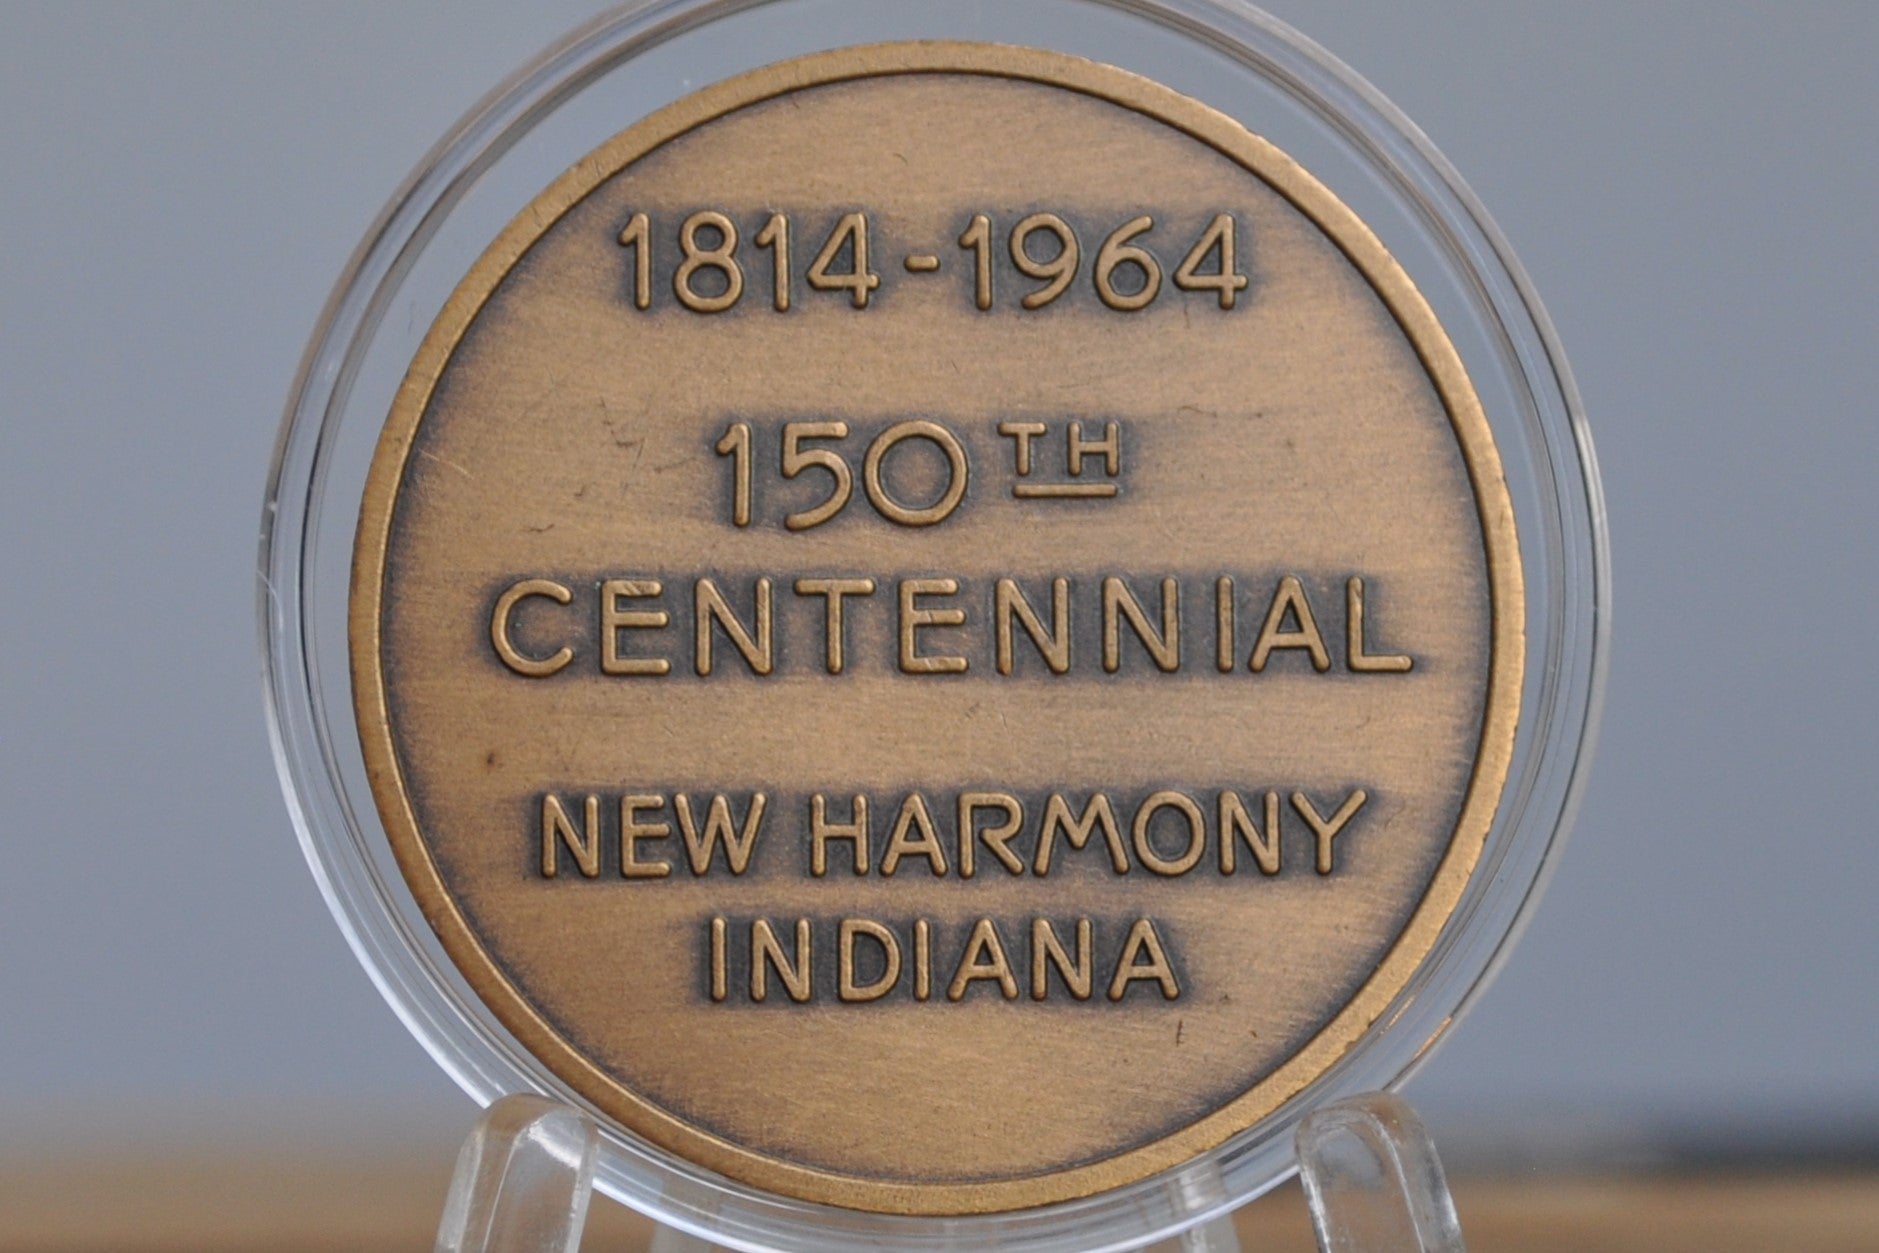 1814-1964
150TH
CENTENNIAL
NEW HARMONY
INDIANA